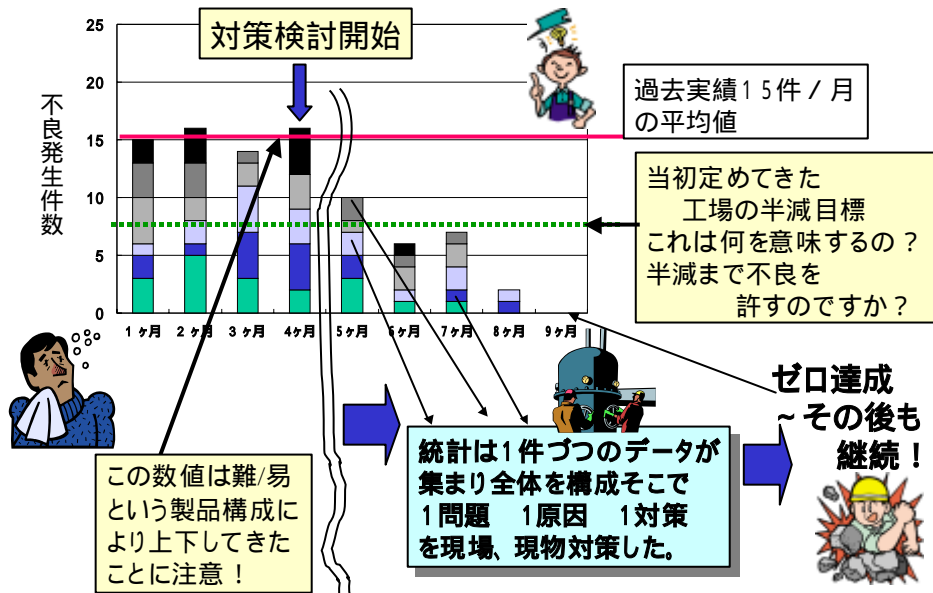 対策検討開始
過去実績15件/月
の平均値
不良発生件数
25
20
15
10
5
0
当初定めてきた
工場の半減目標
これは何を意味するの?
半減まで不良を
許すのですか?
1ヶ月 2ヶ月 3ヶ月 4ヶ月 5ヶ月 6ヶ月 7ヶ月 8ヶ月 9ヶ月
ゼロ達成
~その後も
継続!
統計は1件づつのデータが
集まり全体を構成そこで
1問題 1原因 1対策
を現場、現物対策した。
この数値は難/易
という製品構成に
より上下してきた
ことに注意!